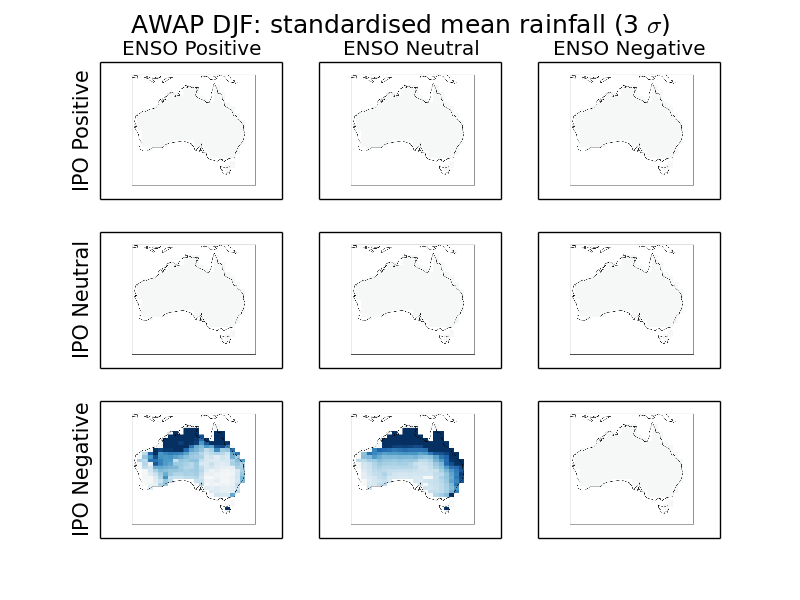 AWAP DJF: standardised mean rainfall (3 σ)
ENSO Positive
ENSO Neutral
ENSO Negative
IPO Positive
IPO Neutral
IPO Negative